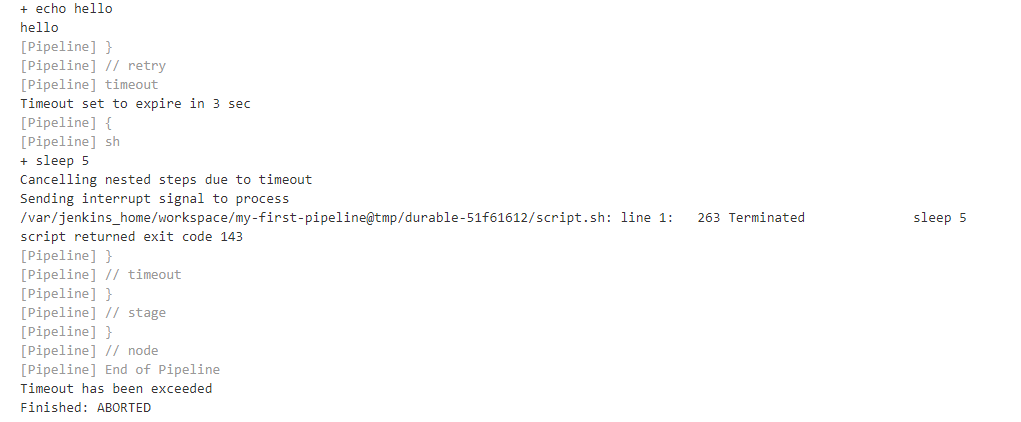 + echo hello
hello
[Pipeline] }
[Pipeline] // retry
[Pipeline] timeout
Timeout set to expire in 3 sec
[Pipeline] {
[Pipeline] sh
+ sleep 5
Cancelling nested steps due to timeout
Sending interrupt signal to process
/var/jenkins_home/workspace/my-first-pipeline@tmp/durable-51f61612/script.sh: line 1:   263 Terminated              sleep 5
script returned exit code 143
[Pipeline] }
[Pipeline] // timeout
[Pipeline] }
[Pipeline] // stage
[Pipeline] }
[Pipeline] // node
[Pipeline] End of Pipeline
Timeout has been exceeded
Finished: ABORTED